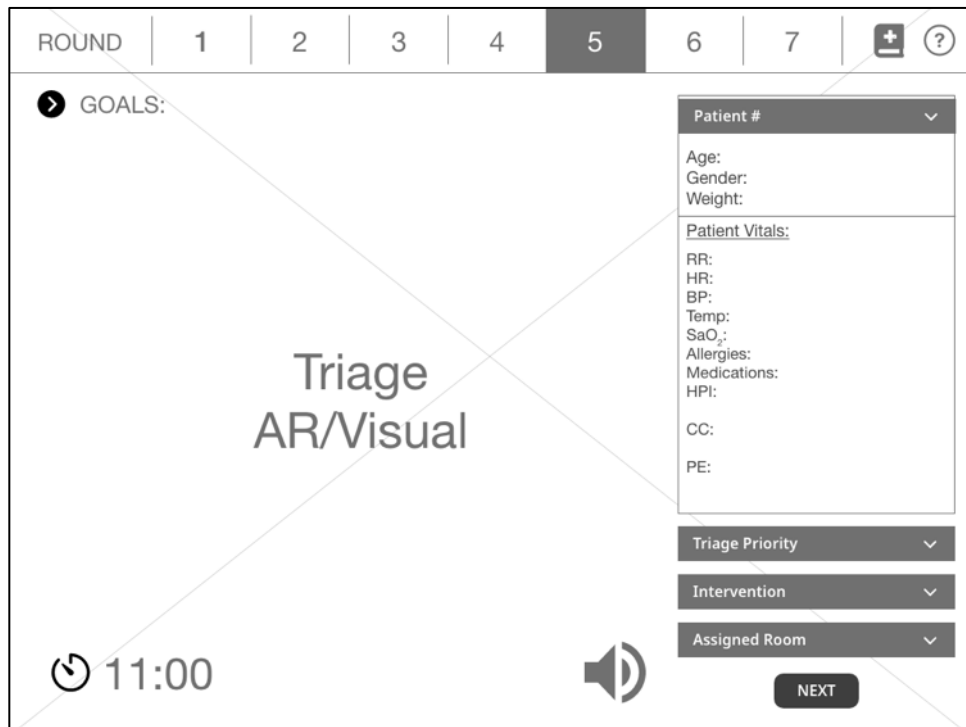 ROUND 1 2 3 4 5 6 7 ?
GOALS:
Triage
AR/Visual
11:00
Patient #
Age:
Gender:
Weight:
Patient Vitals:
RR:
HR:
BP:
Temp:
SaO₂:
Allergies:
Medications:
HPI:
CC:
PE:
Triage Priority
Intervention
Assigned Room
NEXT